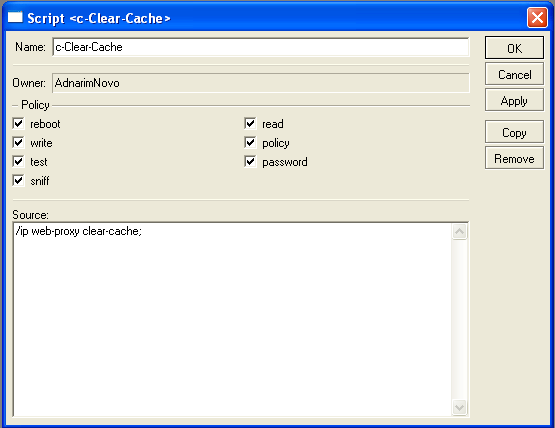 Script <c-Clear-Cache>
Name: c-Clear-Cache
OK
Owner: AdnarimNovo
Cancel
Policy
Apply
reboot read
write policy
Copy
test password
Remove
sniff
Source:
/ip web-proxy clear-cache;